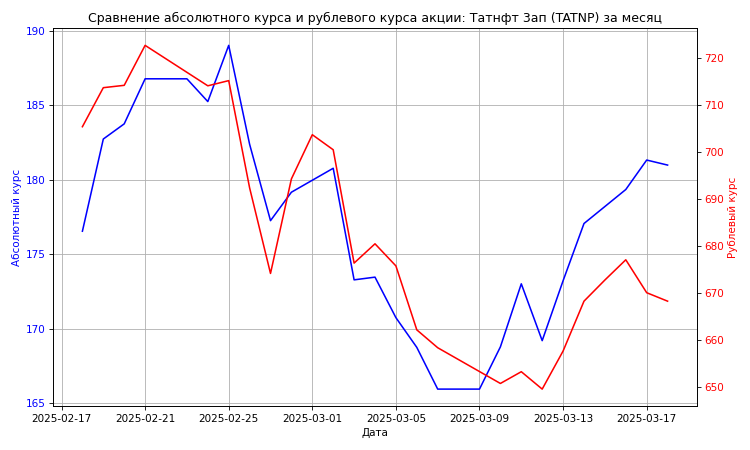 Сравнение абсолютного курса и рублевого курса акции: Татнфт 3ап (TATNP) за месяц
190
185
180
175
170
165
Абсолютный курс
720
710
700
690
680
670
660
650
Рублевый курс
2025-02-17 2025-02-21 2025-02-25 2025-03-01 2025-03-05 2025-03-09 2025-03-13 2025-03-17
Дата